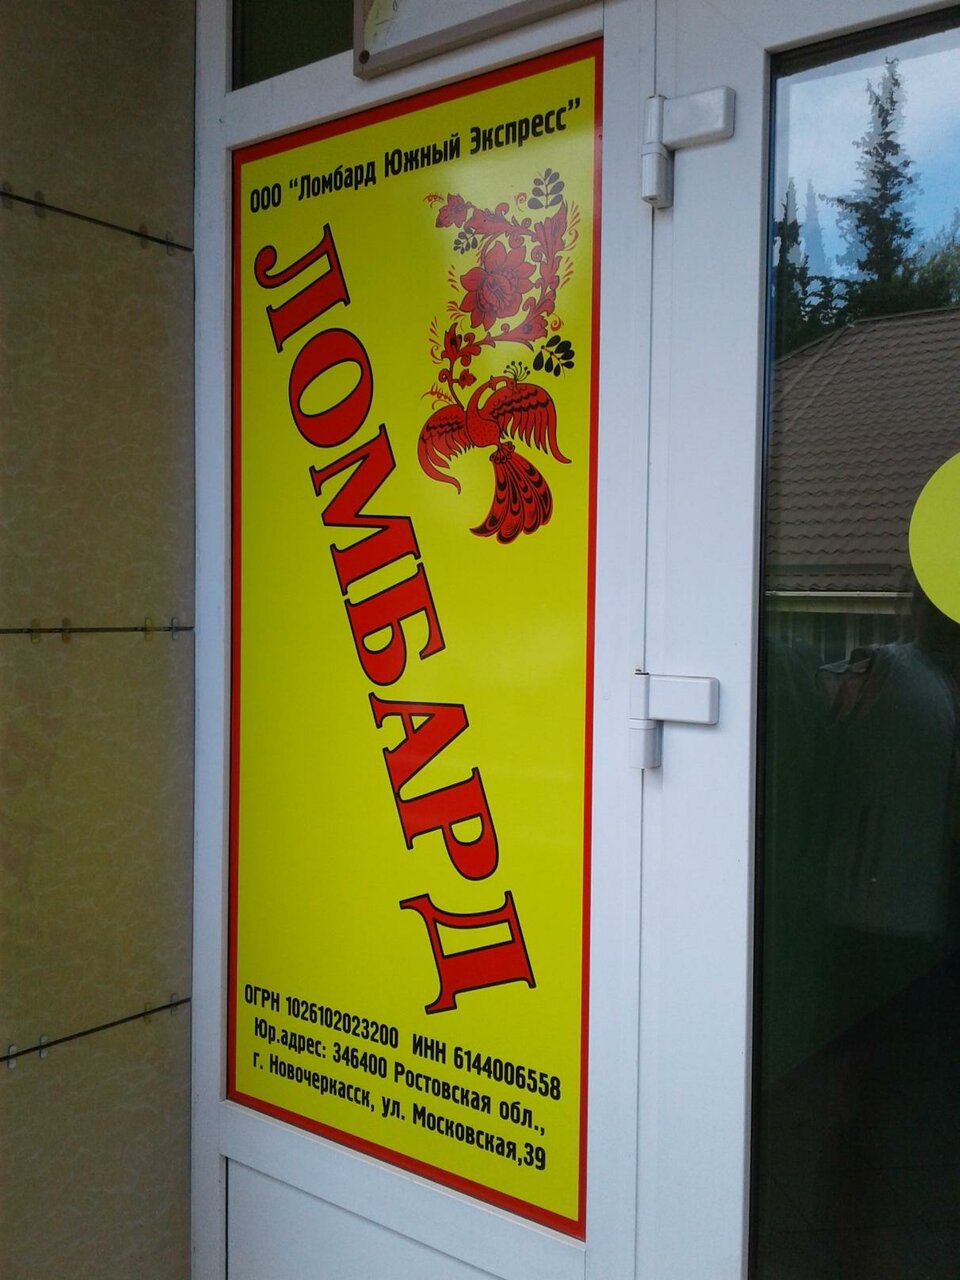 ООО “Ломбард Южный Экспресс”
ЛОМБАРД
ОГРН 1026102023200 ИНН 6144006558
Юр.адрес: 346400 Ростовская обл.,
г. Новочеркасск, ул. Московская,39